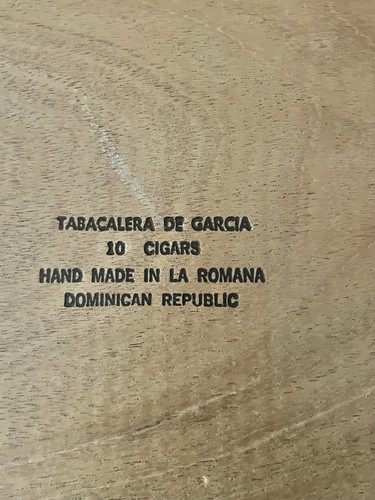 TABACALERA DE GARCIA
10 CIGARS
HAND MADE IN LA ROMANA
DOMINICAN REPUBLIC